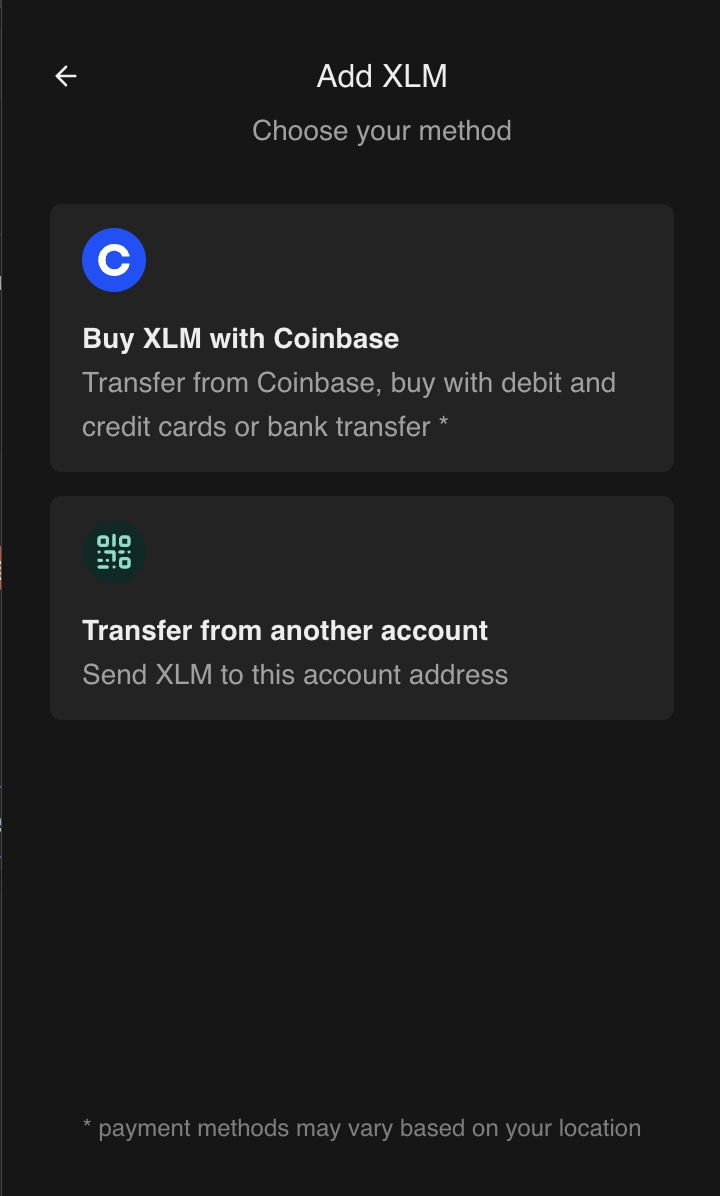 Add XLM
Choose your method
Buy XLM with Coinbase
Transfer from Coinbase, buy with debit and
credit cards or bank transfer *
Transfer from another account
Send XLM to this account address
* payment methods may vary based on your location